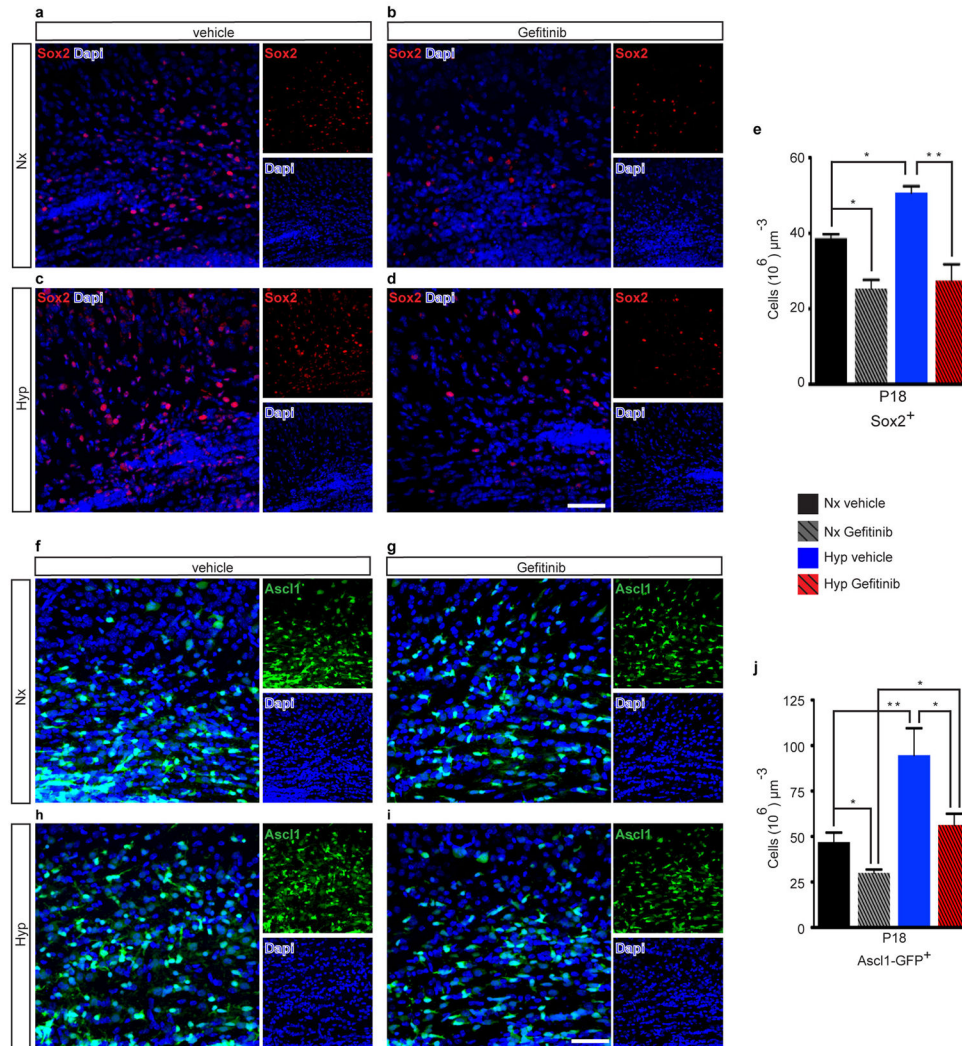 a
b
vehicle
Gefitinib
Nx
Sox2 Dapi
Sox2
Dapi
Sox2 Dapi
Sox2
Dapi
c
d
Hyp
Sox2 Dapi
Sox2
Dapi
Sox2 Dapi
Sox2
Dapi
e
Cells (10⁶) µm⁻³
60
40
20
0
*
*
* *
P18
Sox2⁺
Nx vehicle
Nx Gefitinib
Hyp vehicle
Hyp Gefitinib
f
g
vehicle
Gefitinib
Nx
Ascl1
Dapi
Ascl1
Dapi
h
i
Hyp
Ascl1
Dapi
Ascl1
Dapi
j
Cells (10⁶) µm⁻³
125
100
75
50
25
0
*
* *
*
*
P18
Ascl1-GFP⁺